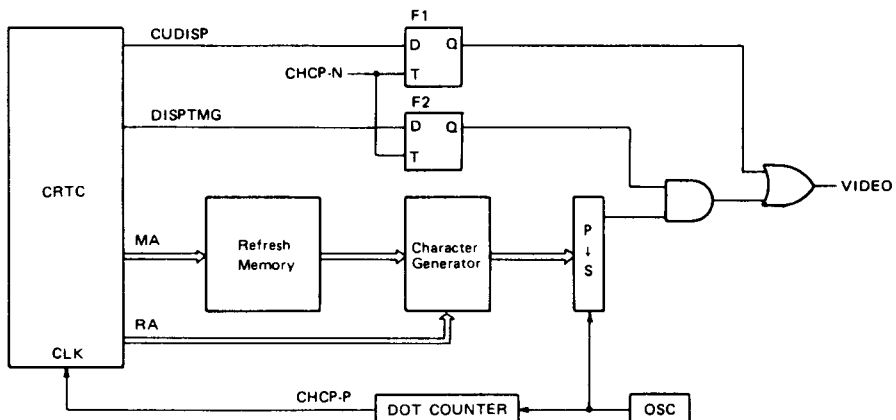 F1
CUDISP
D Q
CHCP-N
T
F2
DISPTMG
D Q
T
CRTC
VIDEO
MA
Refresh
Memory
Character
Generator
P
↓
S
RA
CLK
CHCP-P
DOT COUNTER
OSC